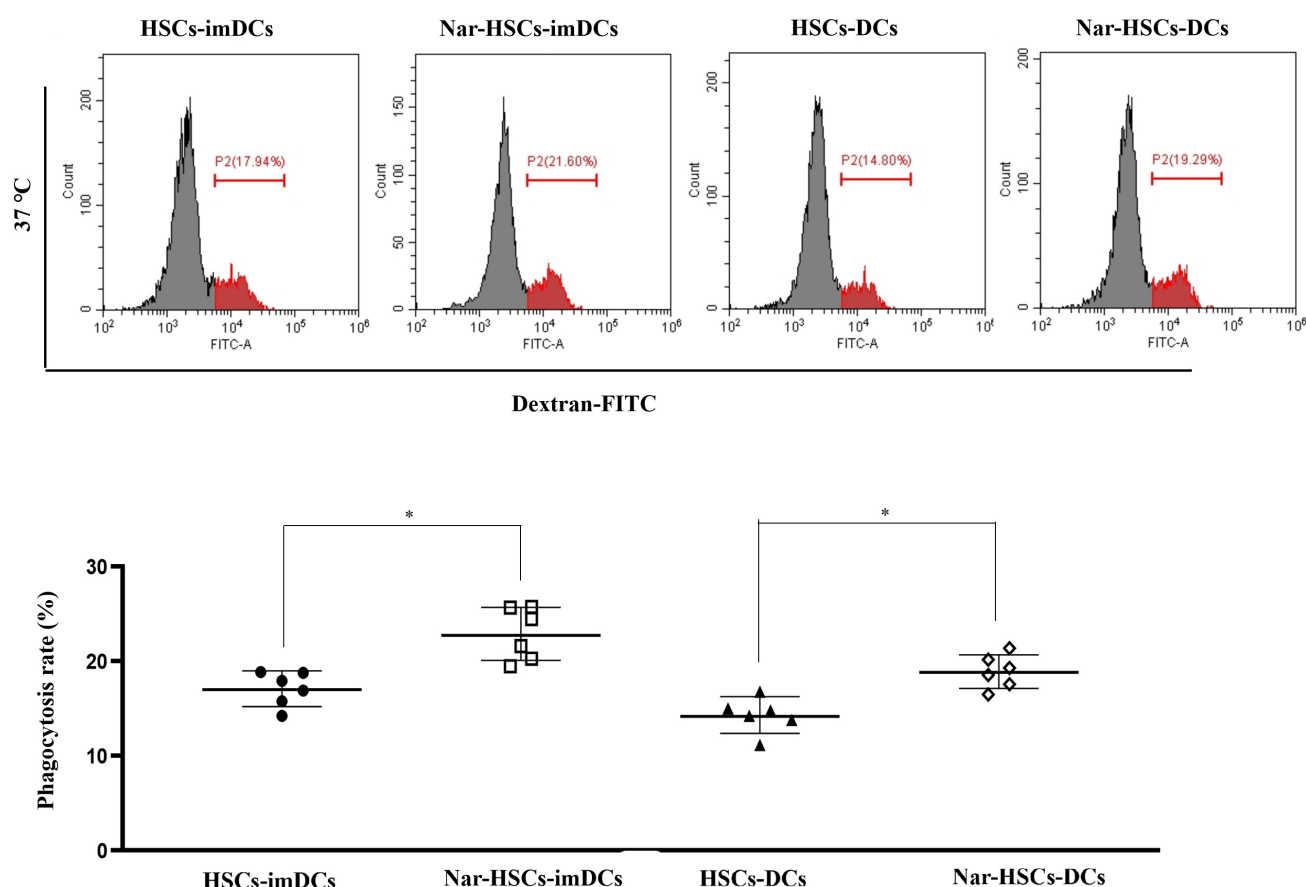 HSCs-imDCs Nar-HSCs-imDCs HSCs-DCs Nar-HSCs-DCs
37 ℃
Count
200
100
0
P2(17.94%)
10² 10³ 10⁴ 10⁵ 10⁶
FITC-A
Count
150
100
50
0
P2(21.60%)
10² 10³ 10⁴ 10⁵ 10⁶
FITC-A
Count
200
100
0
P2(14.80%)
10² 10³ 10⁴ 10⁵
FITC-A
Count
200
100
0
P2(19.29%)
10² 10³ 10⁴ 10⁵ 10⁶
FITC-A
Dextran-FITC
* *
Phagocytosis rate (%)
30
20
10
0
HSCs-imDCs Nar-HSCs-imDCs HSCs-DCs Nar-HSCs-DCs